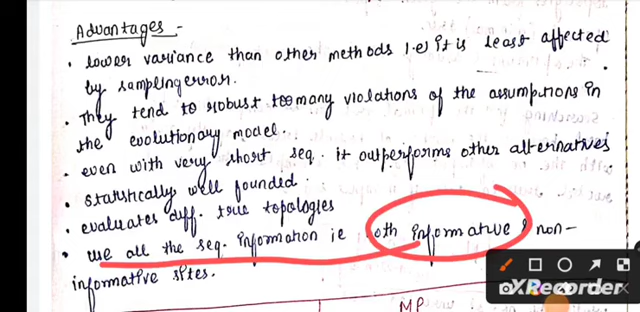 Advantages -
• Lower variance than other methods i.e) it is least affected
by sampling error.
• They tend to robust too many violations of the assumptions in
the evolutionary model.
• even with very short seq. it outperforms other alternatives
• Statistically well founded.
• evaluates diff. true topologies
• use all the seq. information ie both informative & non-
informative sites.
XRecorder
MP